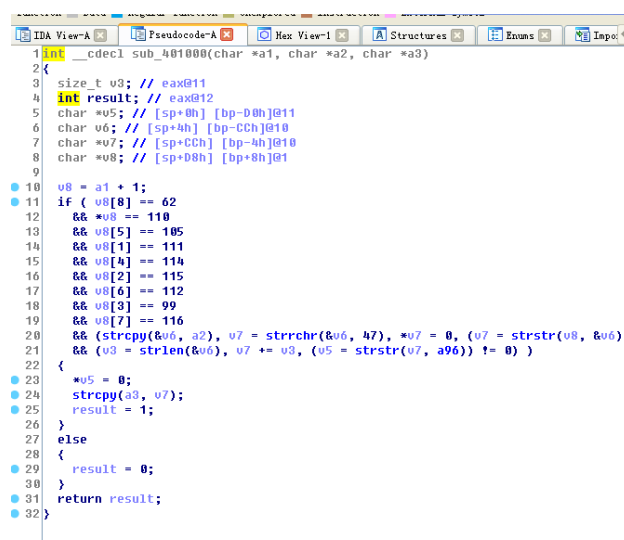 IDA View-A Pseudocode-A Hex View-1 Structures Enums Impo
1 int __cdecl sub_401000(char *a1, char *a2, char *a3)
2 {
3 size_t v3; // eax@11
4 int result; // eax@12
5 char *v5; // [sp+0h] [bp-D0h]@11
6 char v6; // [sp+4h] [bp-CCh]@10
7 char *v7; // [sp+CCh] [bp-4h]@10
8 char *v8; // [sp+D8h] [bp+8h]@1
9
10 v8 = a1 + 1;
11 if ( v8[8] == 62
12 && *v8 == 110
13 && v8[5] == 105
14 && v8[1] == 111
15 && v8[4] == 114
16 && v8[2] == 115
17 && v8[6] == 112
18 && v8[3] == 99
19 && v8[7] == 116
20 && (strcpy(&v6, a2), v7 = strrchr(&v6, 47), *v7 = 0, (v7 = strstr(v8, &v6)
21 && (v3 = strlen(&v6), v7 += v3, (v5 = strstr(v7, a96)) != 0) )
22 {
23 *v5 = 0;
24 strcpy(a3, v7);
25 result = 1;
26 }
27 else
28 {
29 result = 0;
30 }
31 return result;
32 }